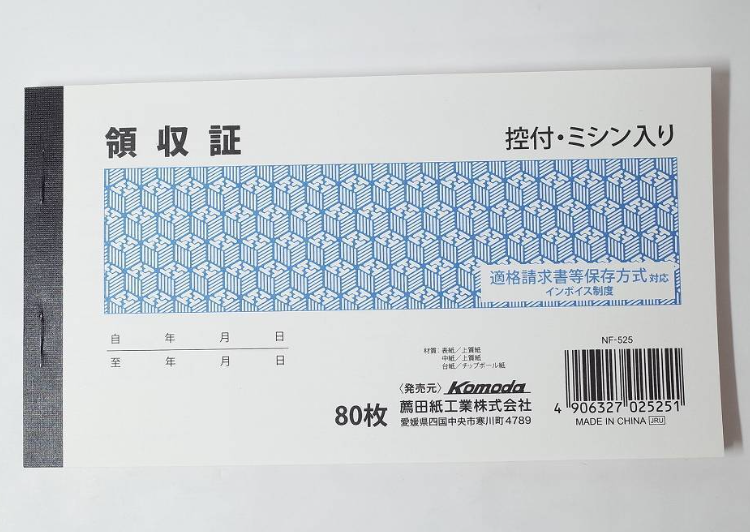 領収証
控付・ミシン入り
適格請求書等保存方式対応
インボイス制度
自 年 月 日
至 年 月 日
材質：表紙／上質紙
中紙／上質紙
台紙／チップボール紙
NF-525
〈発売元〉Komoda
80枚 薦田紙工業株式会社
愛媛県四国中央市寒川町4789
4 906327 025251
MADE IN CHINA JRU